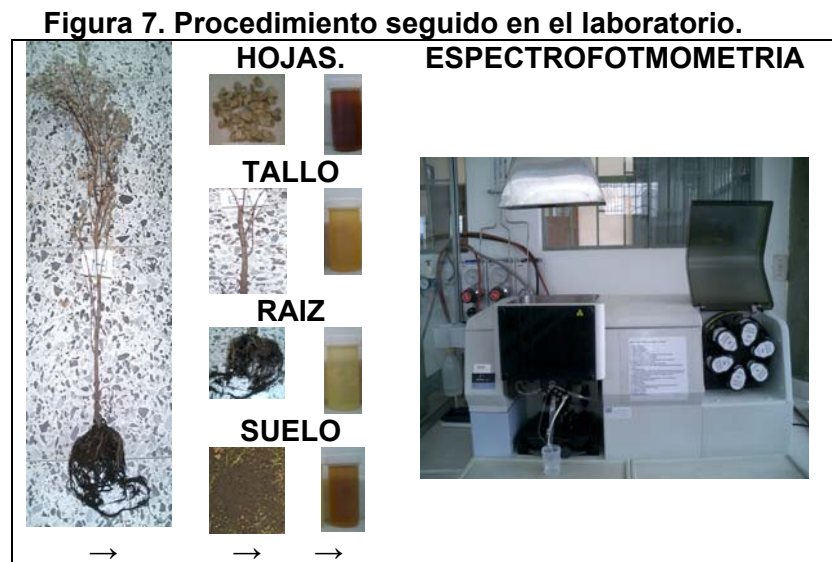 Figura 7. Procedimiento seguido en el laboratorio.
HOJAS. ESPECTROFOTMOMETRIA
TALLO
RAIZ
SUELO
→ → →